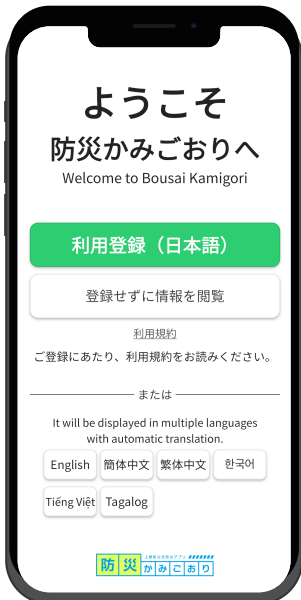 ようこそ
防災かみごおりへ
Welcome to Bousai Kamigori
利用登録（日本語）
登録せずに情報を閲覧
利用規約
ご登録にあたり、利用規約をお読みください。
または
It will be displayed in multiple languages
with automatic translation.
English
簡体中文
繁体中文
한국어
Tiếng Việt
Tagalog
防災
かみごおり